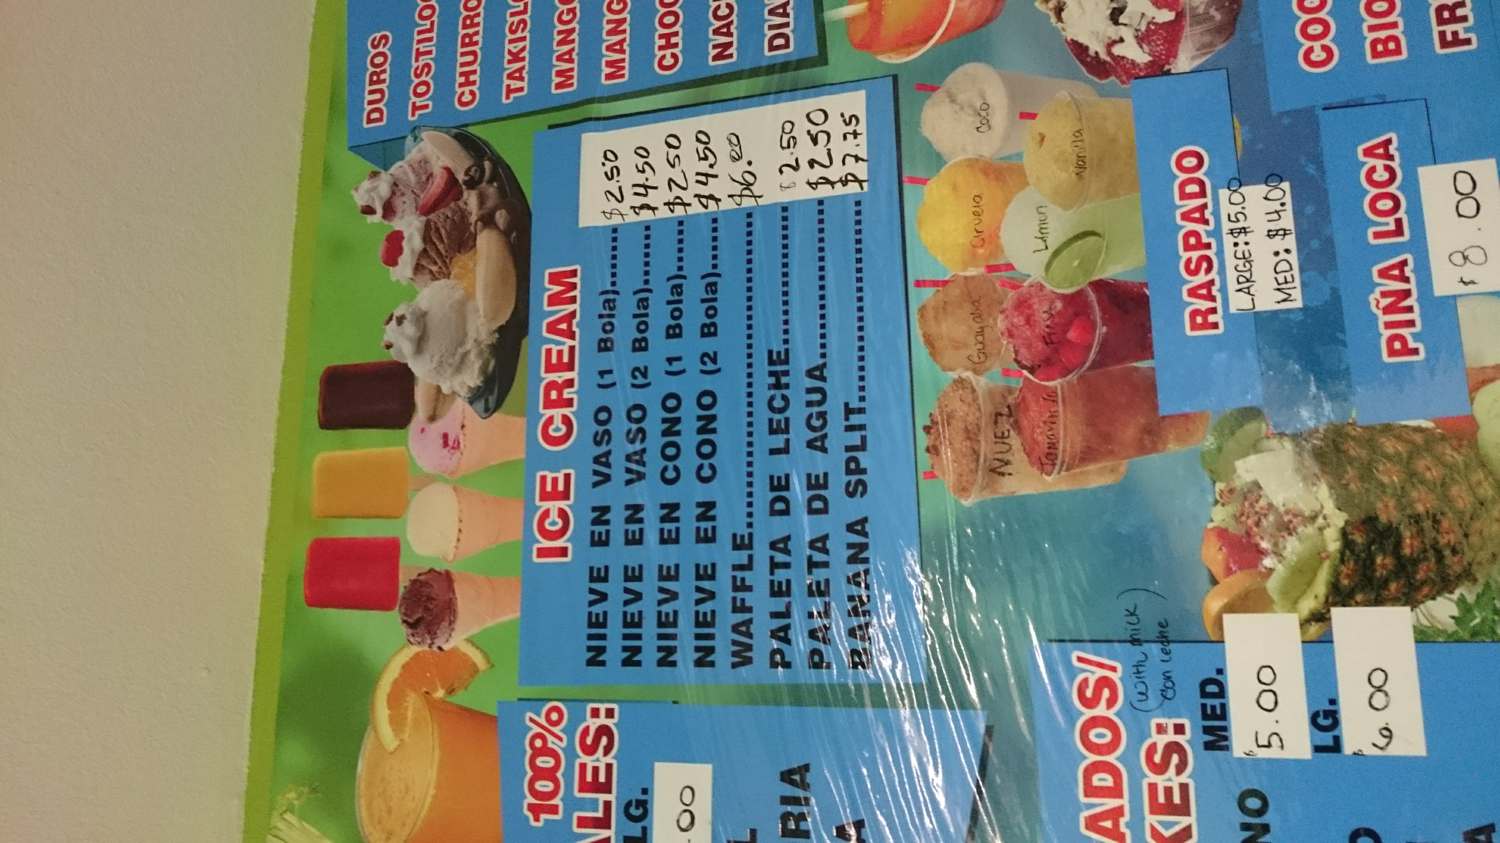 DUROS
TOSTILOC
CHURRO
TAKISLO
MANGO
MANG
CHOC
NAC
DIA
ICE CREAM
NIEVE EN VASO (1 Bola)........ $2.50
NIEVE EN VASO (2 Bola)........ $4.50
NIEVE EN CONO (1 Bola)........ $2.50
NIEVE EN CONO (2 Bola)........ $4.50
WAFFLE........ $6.00
PALETA DE LECHE........ $2.50
PALETA DE AGUA........ $2.50
BANANA SPLIT........ $7.75
100%
ALES:
LG.
.00
RIA
Coco
Vanilla
Ciruela
Limon
Guayaba
NUEZ
RASPADO
LARGE: $5.00
MED: $4.00
COC
BIO
FR
PIÑA LOCA
$8.00
ADOS/
KES:
(with milk)
con leche
MED.
$5.00
LG.
$6.00
NO